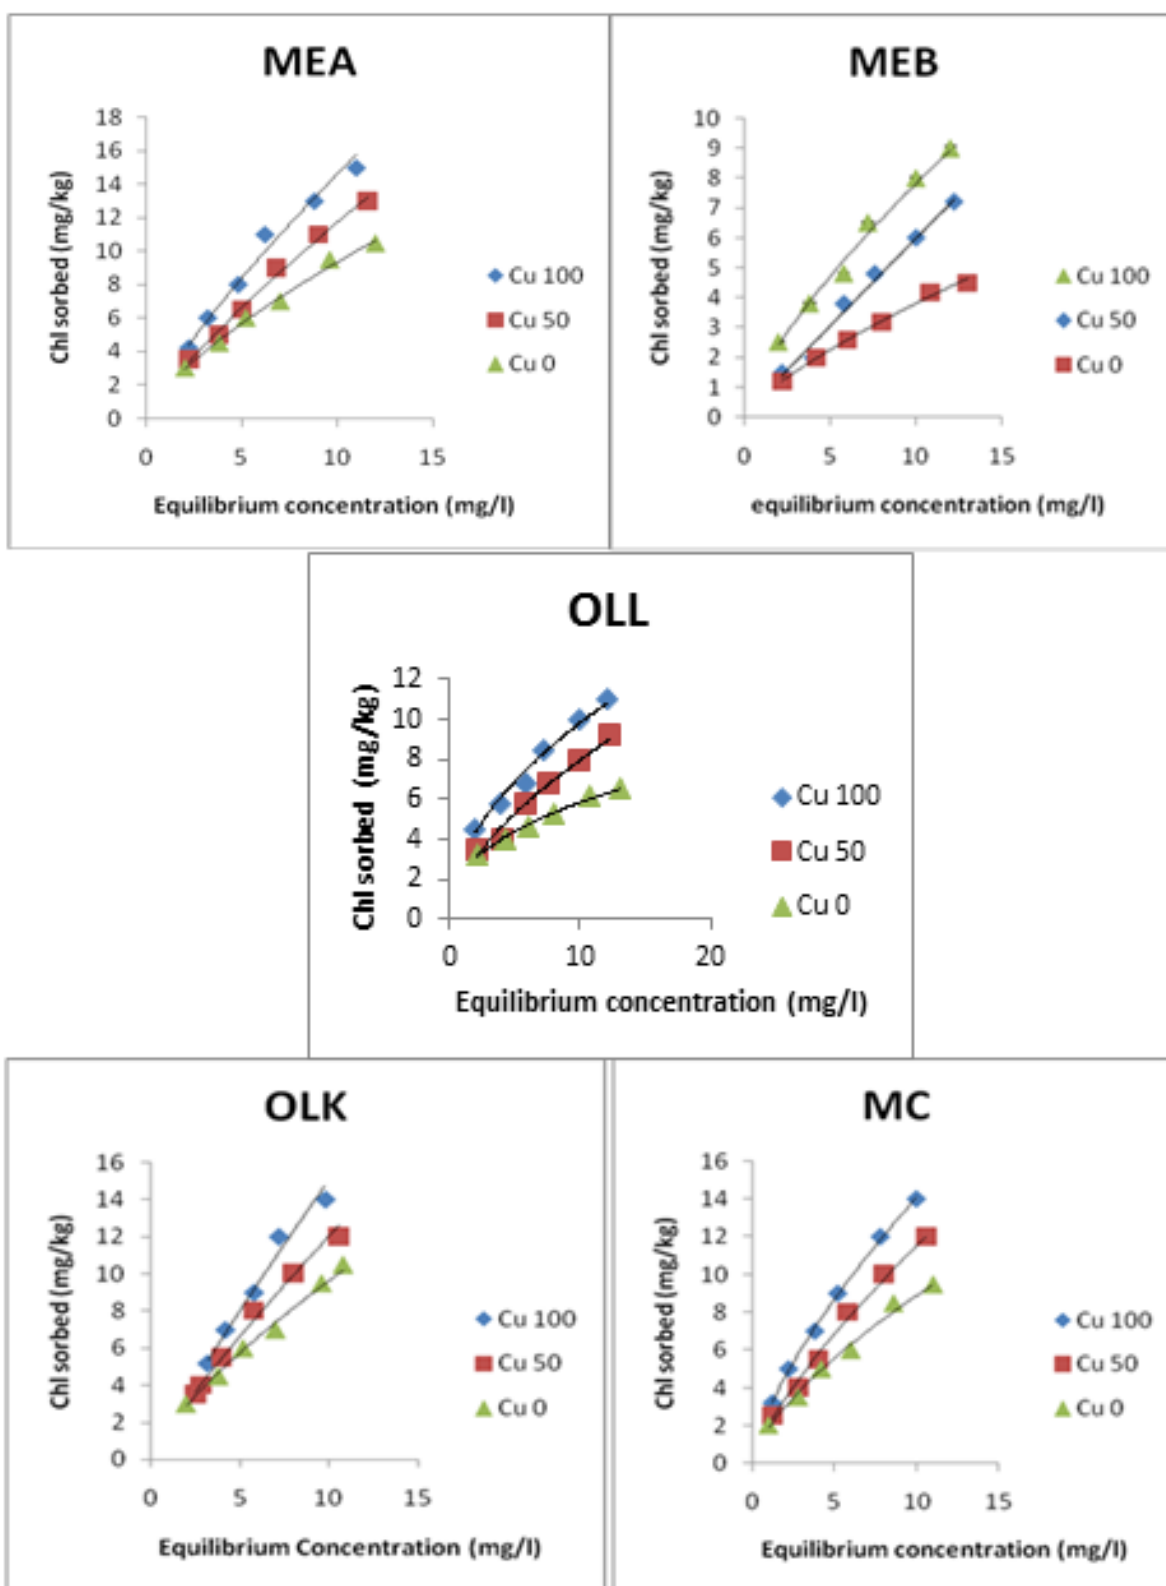 MEA
Chl sorbed (mg/kg)
18
16
14
12
10
8
6
4
2
0
0 5 10 15
Equilibrium concentration (mg/l)
Cu 100
Cu 50
Cu 0
MEB
Chl sorbed (mg/kg)
10
9
8
7
6
5
4
3
2
1
0
0 5 10 15
equilibrium concentration (mg/l)
Cu 100
Cu 50
Cu 0
OLL
Chl sorbed (mg/kg)
12
10
8
6
4
2
0
0 10 20
Equilibrium concentration (mg/l)
Cu 100
Cu 50
Cu 0
OLK
Chl sorbed (mg/kg)
16
14
12
10
8
6
4
2
0
0 5 10 15
Equilibrium Concentration (mg/l)
Cu 100
Cu 50
Cu 0
MC
Chl sorbed (mg/kg)
16
14
12
10
8
6
4
2
0
0 5 10 15
Equilibrium concentration (mg/l)
Cu 100
Cu 50
Cu 0